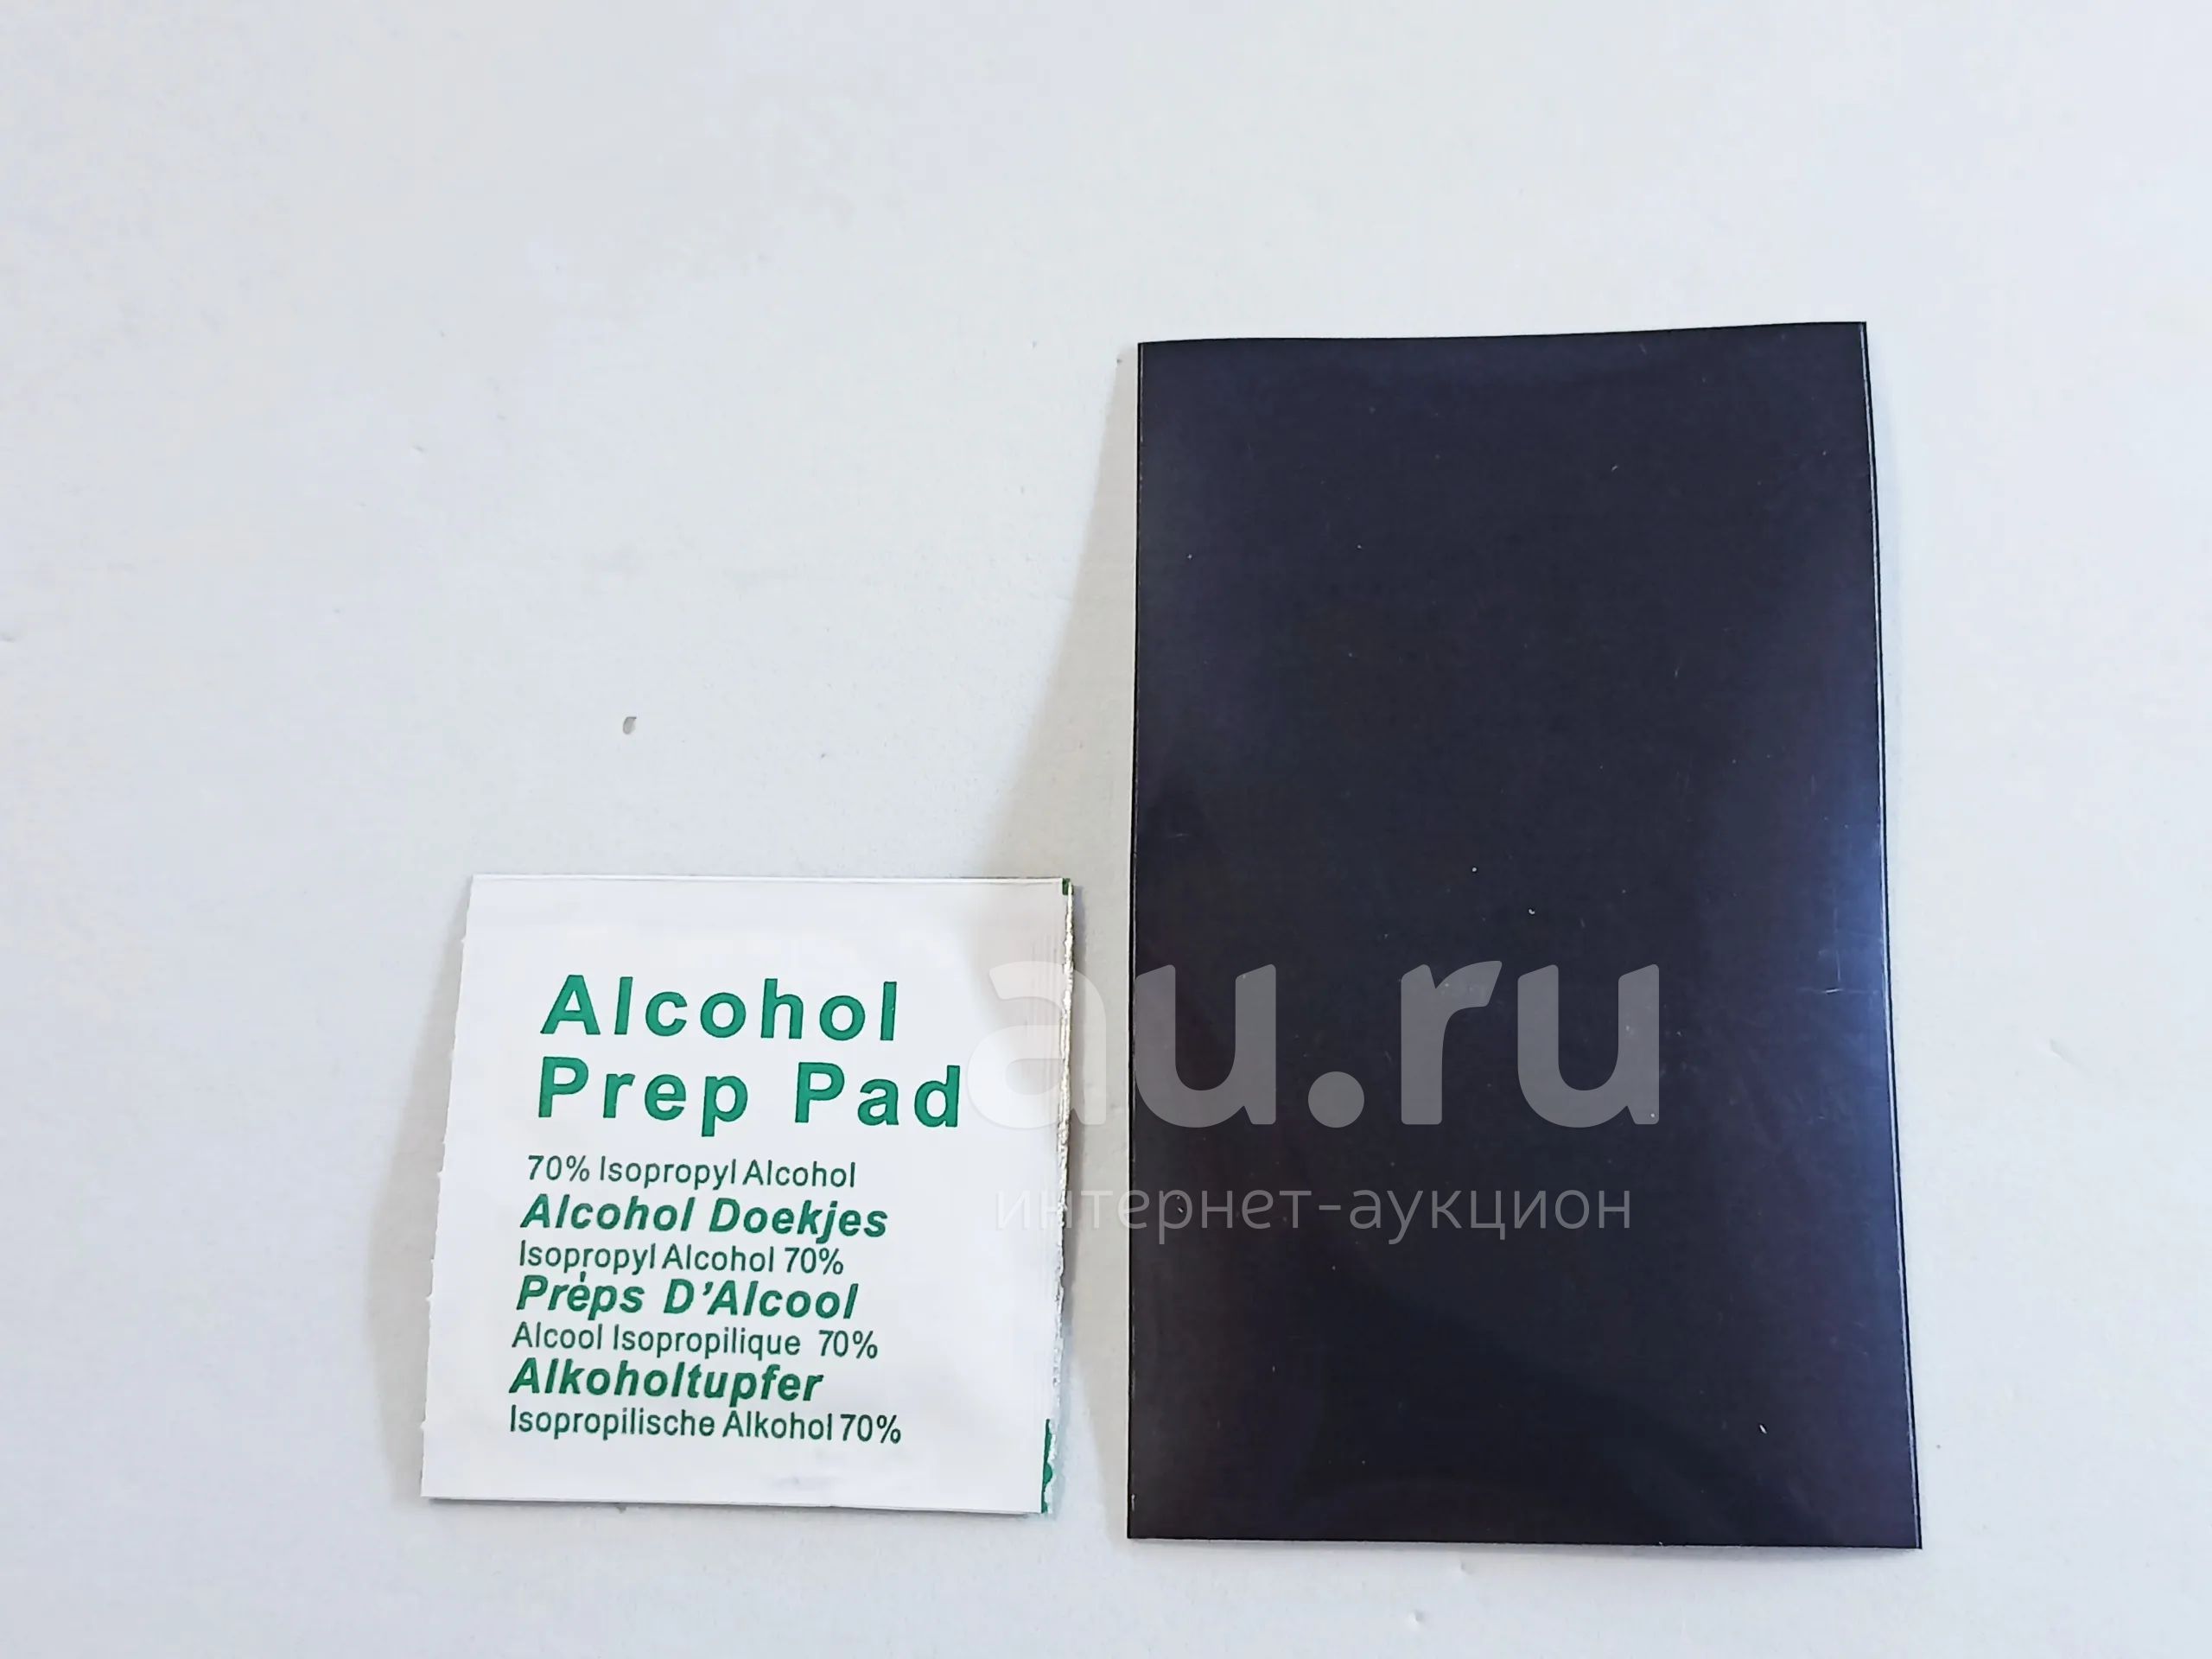 Alcohol
Prep Pad
70% Isopropyl Alcohol
Alcohol Doekjes
Isopropyl Alcohol 70%
Prèps D'Alcool
Alcool Isopropilique 70%
Alkoholtupfer
Isopropilische Alkohol 70%
au.ru
интернет-аукцион